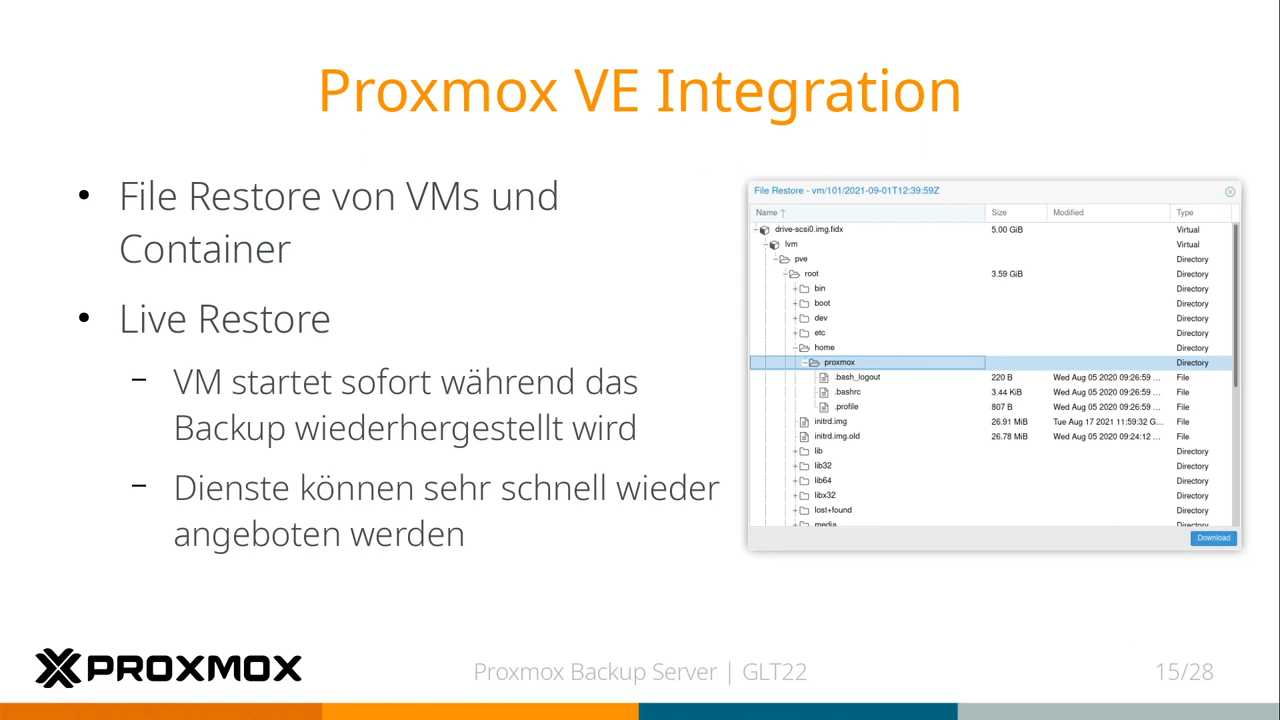 Proxmox VE Integration
• File Restore von VMs und
Container
• Live Restore
– VM startet sofort während das
Backup wiederhergestellt wird
– Dienste können sehr schnell wieder
angeboten werden
File Restore - vm/101/2021-09-01T12:39:59Z
Name ↑ Size Modified Type
drive-scsi0.img.fidx 5.00 GiB Virtual
lvm Virtual
pve Directory
root 3.59 GiB Directory
bin Directory
boot Directory
dev Directory
etc Directory
home Directory
proxmox Directory
.bash_logout 220 B Wed Aug 05 2020 09:26:59 ... File
.bashrc 3.44 KiB Wed Aug 05 2020 09:26:59 ... File
.profile 807 B Wed Aug 05 2020 09:26:59 ... File
initrd.img 26.91 MiB Tue Aug 17 2021 11:59:32 G... File
initrd.img.old 26.78 MiB Wed Aug 05 2020 09:24:12 ... File
lib Directory
lib32 Directory
lib64 Directory
libx32 Directory
lost+found Directory
media Directory
Download
PROXMOX
Proxmox Backup Server | GLT22
15/28